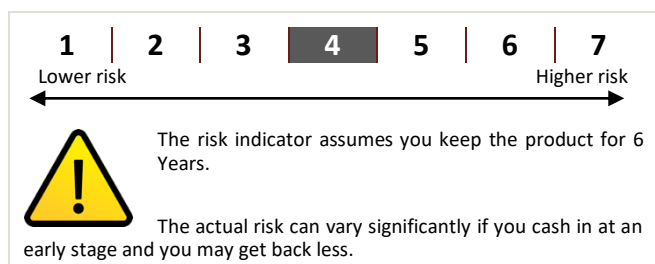 1 2 3 4 5 6 7
Lower risk Higher risk
The risk indicator assumes you keep the product for 6
Years.
The actual risk can vary significantly if you cash in at an
early stage and you may get back less.